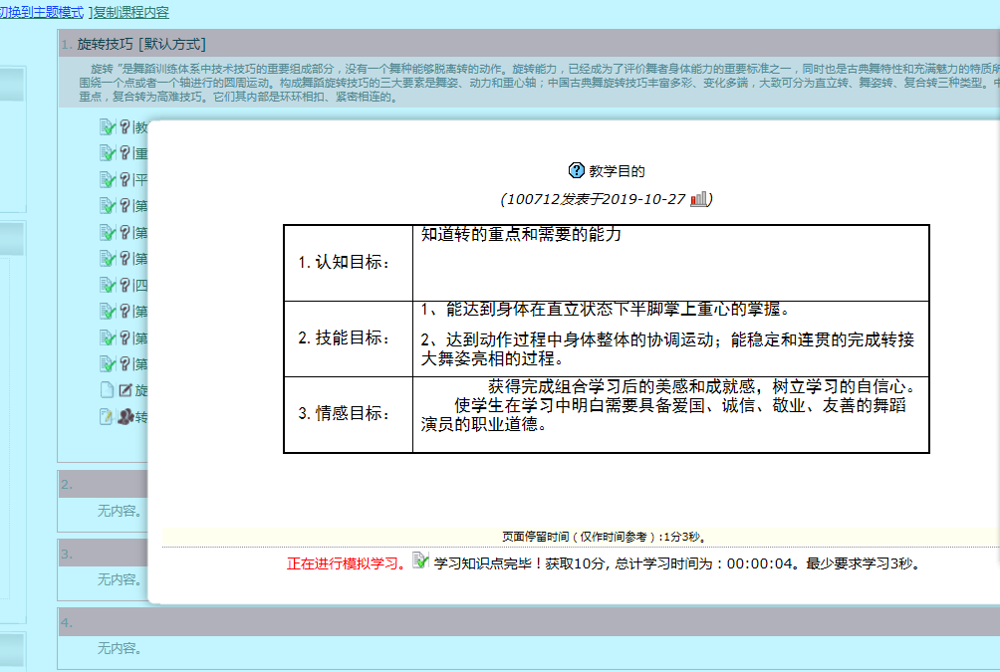 切换到主题模式 ]复制课程内容
1. 旋转技巧 [默认方式]
旋转 “是舞蹈训练体系中技术技巧的重要组成部分，没有一个舞种能够脱离转的动作。旋转能力，已经成为了评价舞者身体能力的重要标准之一，同时也是古典舞特性和充满魅力的特质所
围绕一个点或者一个轴进行的圆周运动。构成舞蹈旋转技巧的三大要素是舞姿、动力和重心轴；中国古典舞旋转技巧丰富多彩、变化多端，大致可分为直立转、舞姿转、复合转三种类型。中
重点，复合转为高难技巧。它们其内部是环环相扣、紧密相连的。
|教
|重
|平
|第
|第
|第
|四
|第
|第
|第
旋
转
教学目的
(100712发表于2019-10-27 )
1. 认知目标：
知道转的重点和需要的能力
2. 技能目标：
1、能达到身体在直立状态下半脚掌上重心的掌握。
2、达到动作过程中身体整体的协调运动；能稳定和连贯的完成转接
大舞姿亮相的过程。
3. 情感目标：
获得完成组合学习后的美感和成就感，树立学习的自信心。
使学生在学习中明白需要具备爱国、诚信、敬业、友善的舞蹈
演员的职业道德。
页面停留时间（仅作时间参考）:1分3秒。
正在进行模拟学习。 学习知识点完毕！获取10分, 总计学习时间为：00:00:04。最少要求学习3秒。
2.
无内容。
3.
无内容。
4.
无内容。